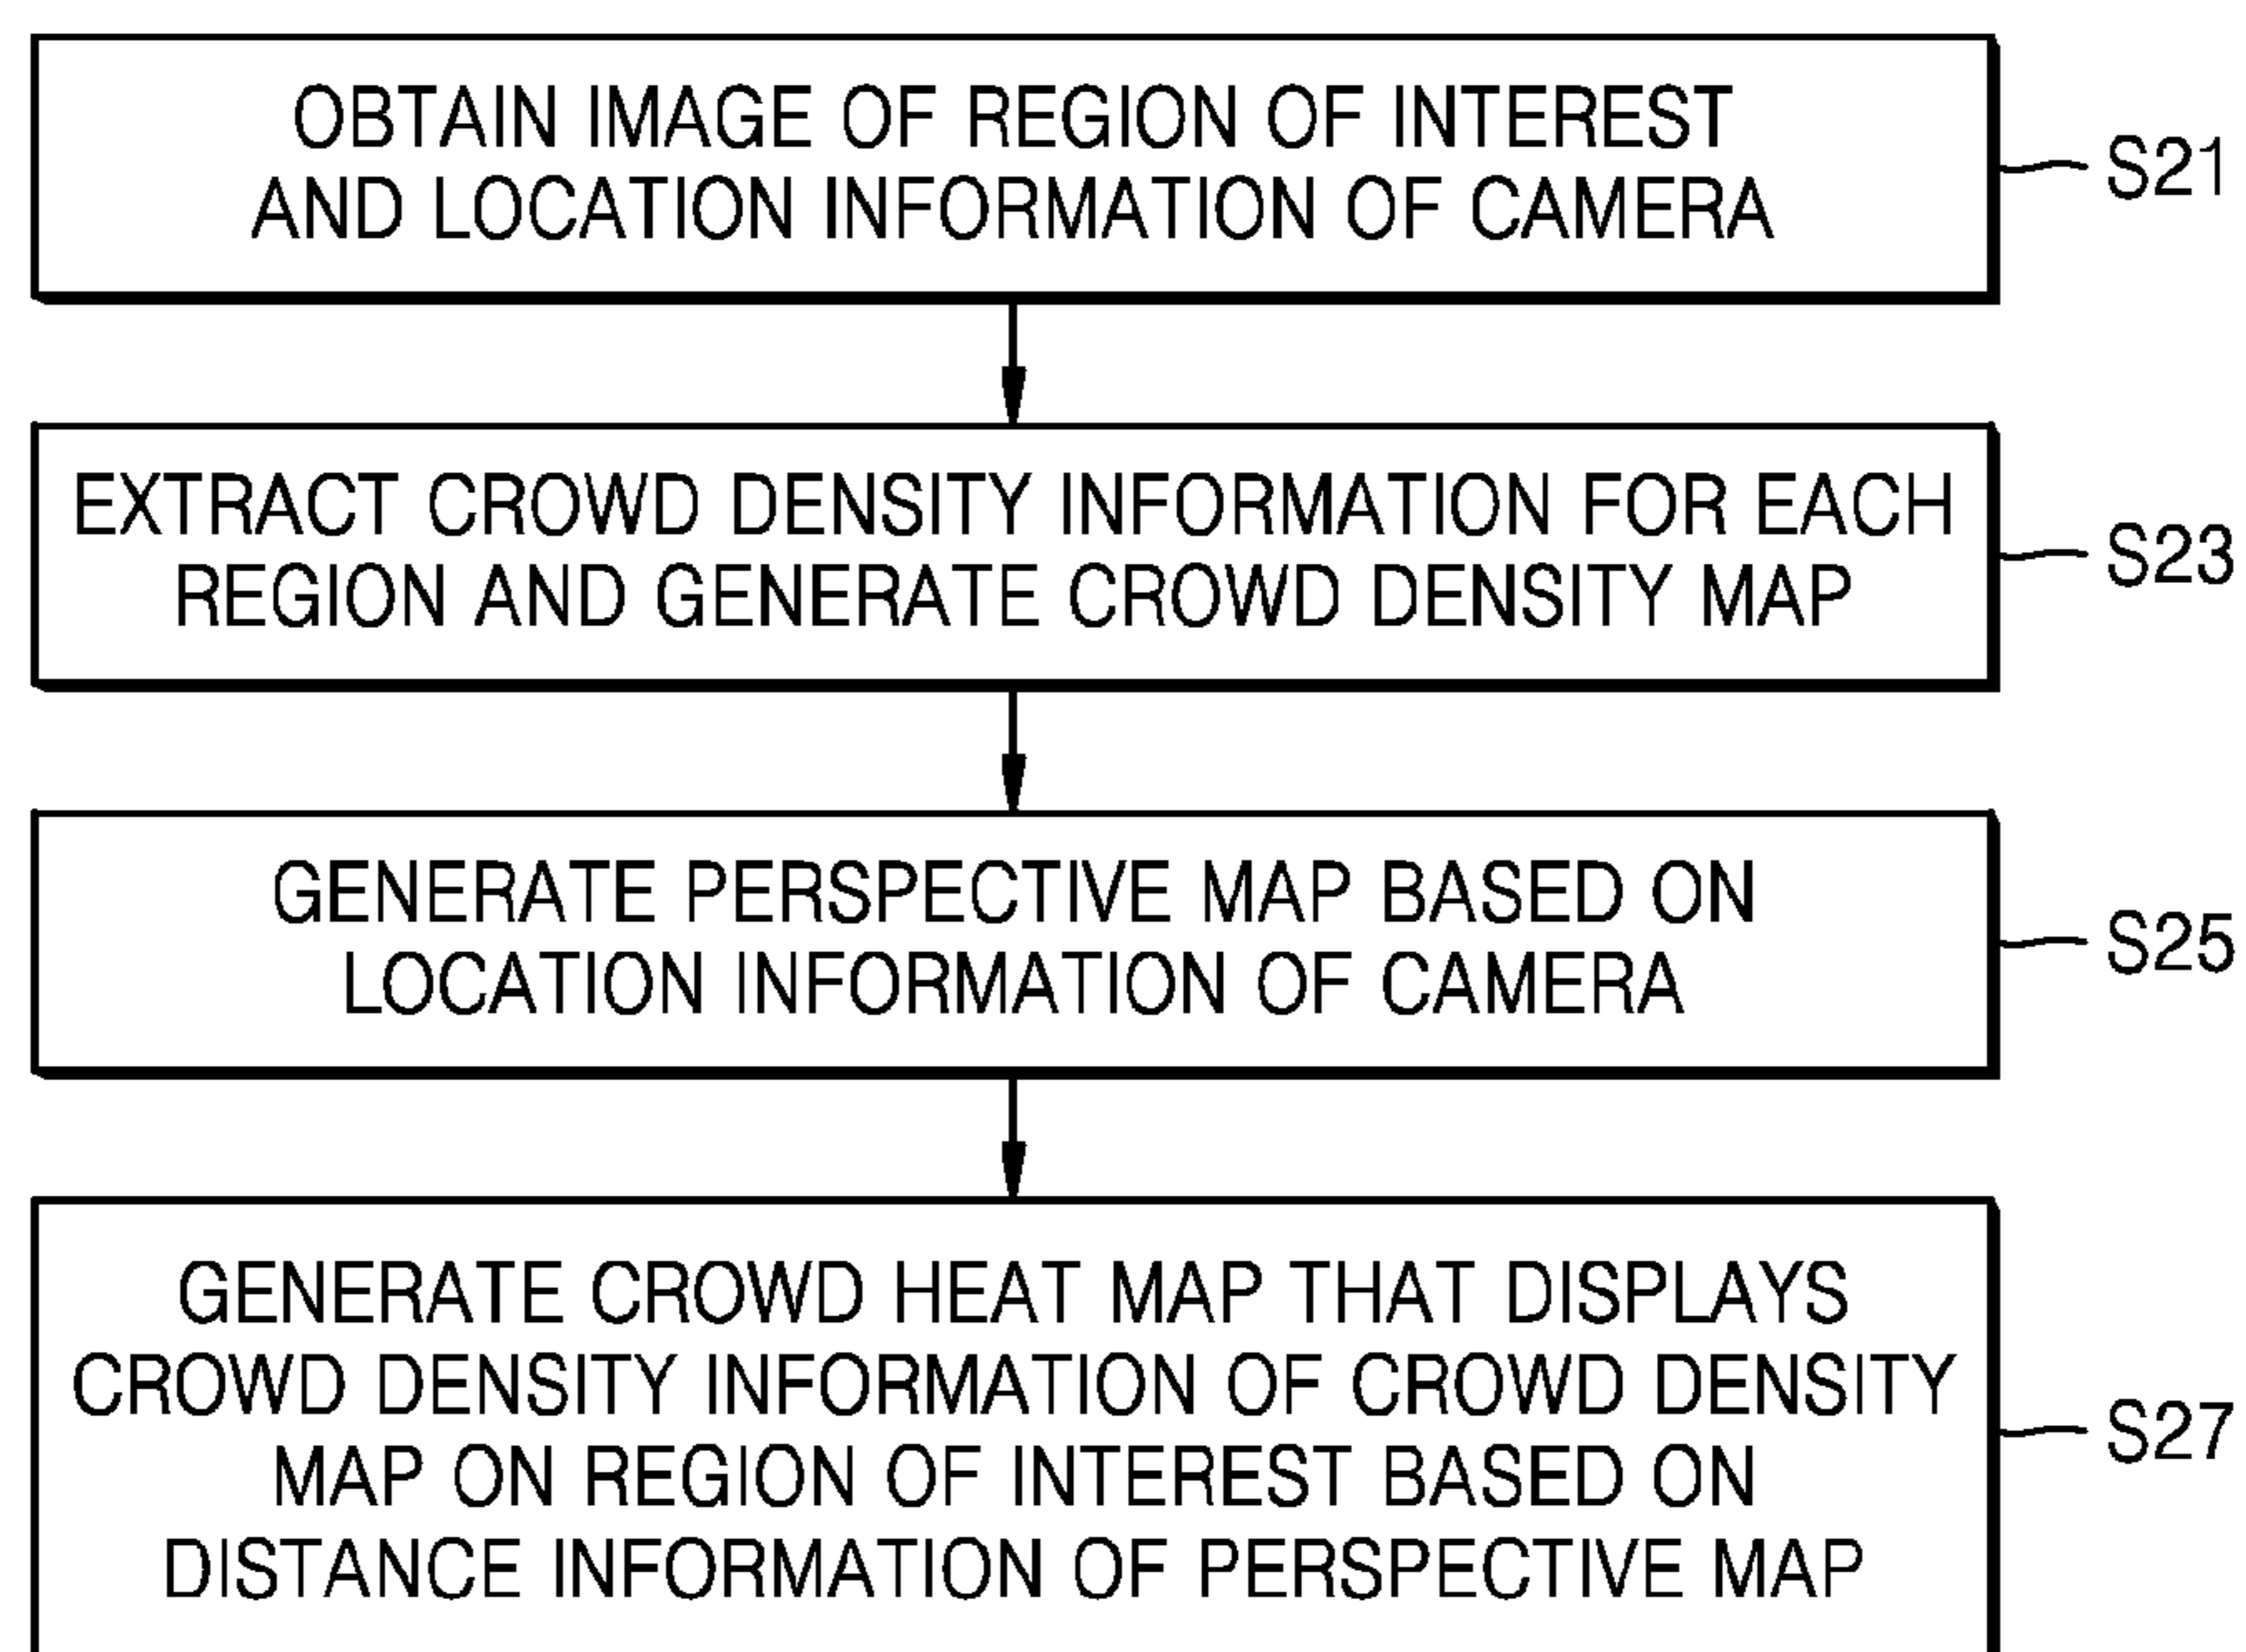 OBTAIN IMAGE OF REGION OF INTEREST
AND LOCATION INFORMATION OF CAMERA
S21
EXTRACT CROWD DENSITY INFORMATION FOR EACH
REGION AND GENERATE CROWD DENSITY MAP
S23
GENERATE PERSPECTIVE MAP BASED ON
LOCATION INFORMATION OF CAMERA
S25
GENERATE CROWD HEAT MAP THAT DISPLAYS
CROWD DENSITY INFORMATION OF CROWD DENSITY
MAP ON REGION OF INTEREST BASED ON
DISTANCE INFORMATION OF PERSPECTIVE MAP
S27